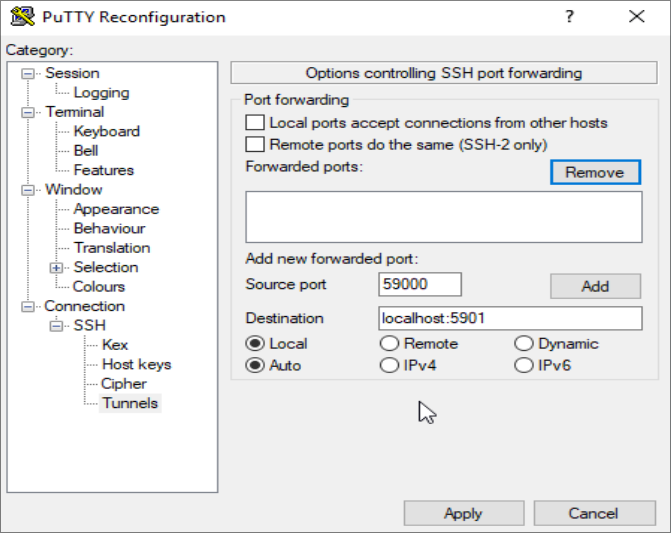 PuTTY Reconfiguration
?
Category:
Session
Logging
Terminal
Keyboard
Bell
Features
Window
Appearance
Behaviour
Translation
Selection
Colours
Connection
SSH
Kex
Host keys
Cipher
Tunnels
Options controlling SSH port forwarding
Port forwarding
Local ports accept connections from other hosts
Remote ports do the same (SSH-2 only)
Forwarded ports:
Remove
Add new forwarded port:
Source port 59000 Add
Destination localhost:5901
Local Remote Dynamic
Auto IPv4 IPv6
Apply Cancel